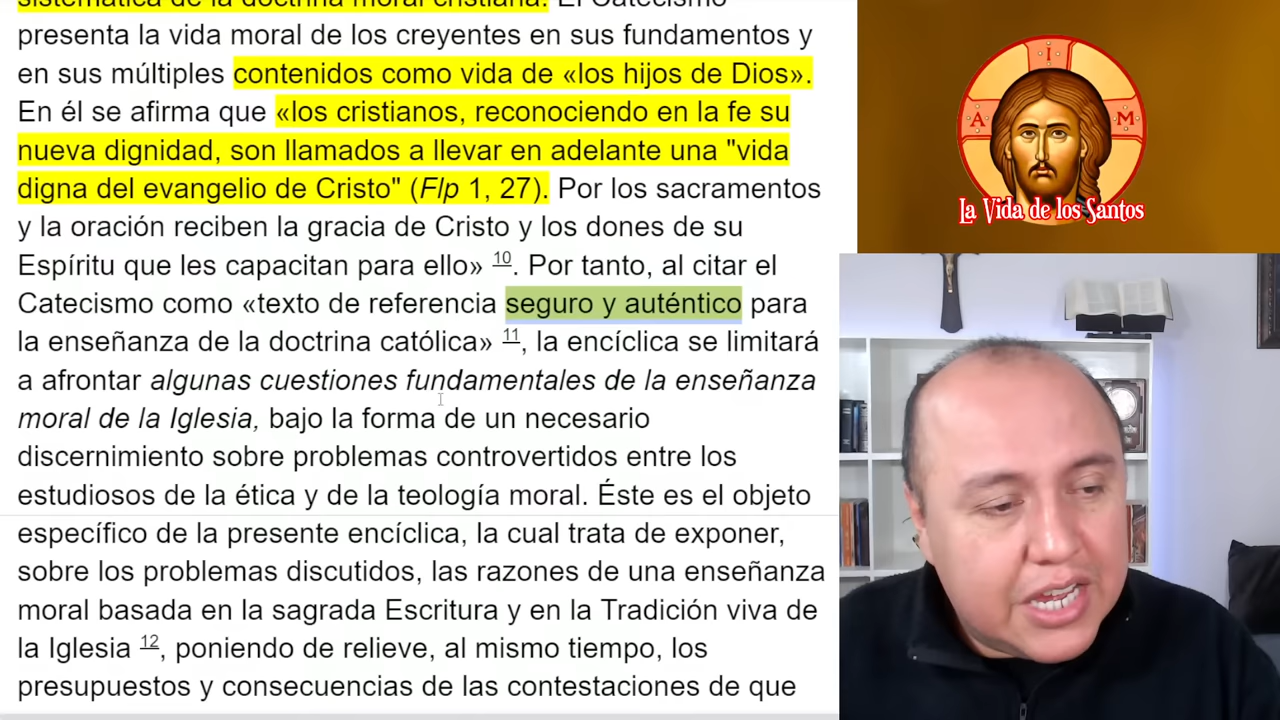 sistemática de la doctrina moral cristiana. El Catecismo
presenta la vida moral de los creyentes en sus fundamentos y
en sus múltiples contenidos como vida de «los hijos de Dios».
En él se afirma que «los cristianos, reconociendo en la fe su
nueva dignidad, son llamados a llevar en adelante una "vida
digna del evangelio de Cristo" (Flp 1, 27). Por los sacramentos
y la oración reciben la gracia de Cristo y los dones de su
Espíritu que les capacitan para ello» 10. Por tanto, al citar el
Catecismo como «texto de referencia seguro y auténtico para
la enseñanza de la doctrina católica» 11, la encíclica se limitará
a afrontar algunas cuestiones fundamentales de la enseñanza
moral de la Iglesia, bajo la forma de un necesario
discernimiento sobre problemas controvertidos entre los
estudiosos de la ética y de la teología moral. Éste es el objeto
específico de la presente encíclica, la cual trata de exponer,
sobre los problemas discutidos, las razones de una enseñanza
moral basada en la sagrada Escritura y en la Tradición viva de
la Iglesia 12, poniendo de relieve, al mismo tiempo, los
presupuestos y consecuencias de las contestaciones de que
I
A M
La Vida de los Santos